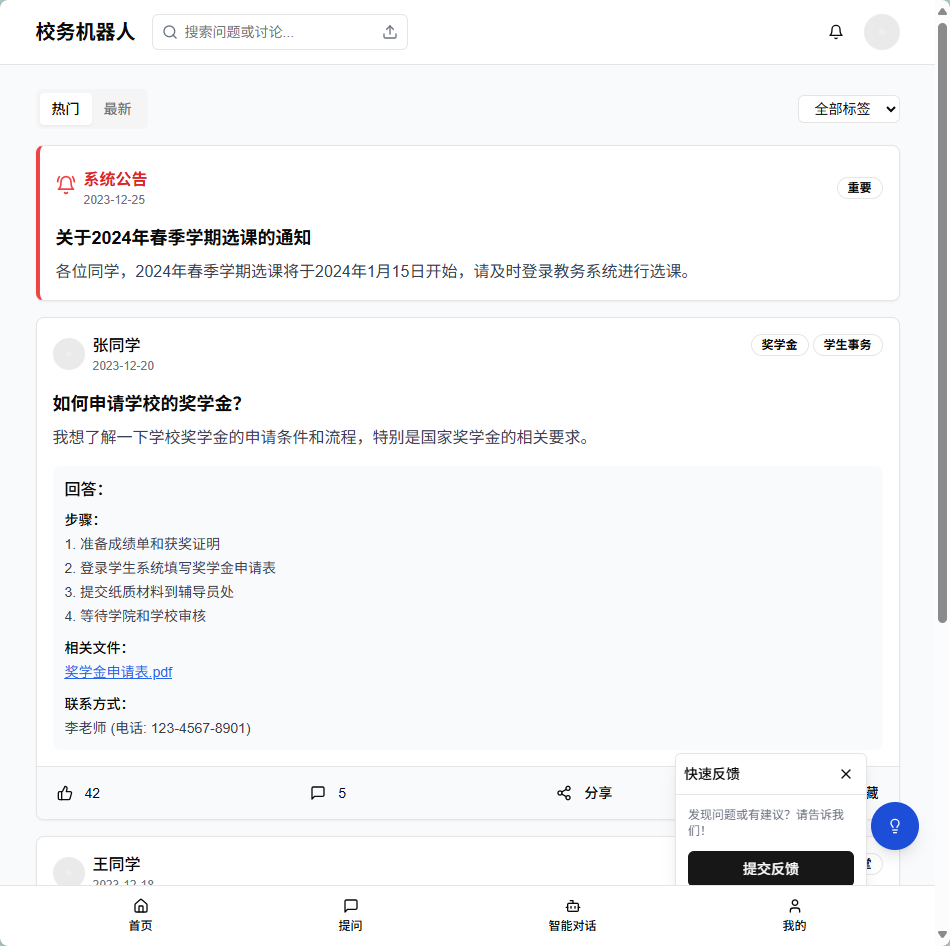 校务机器人
搜索问题或讨论...
热门
最新
全部标签
系统公告
2023-12-25
重要
关于2024年春季学期选课的通知
各位同学，2024年春季学期选课将于2024年1月15日开始，请及时登录教务系统进行选课。
张同学
2023-12-20
奖学金
学生事务
如何申请学校的奖学金？
我想了解一下学校奖学金的申请条件和流程，特别是国家奖学金的相关要求。
回答：
步骤：
1. 准备成绩单和获奖证明
2. 登录学生系统填写奖学金申请表
3. 提交纸质材料到辅导员处
4. 等待学院和学校审核
相关文件：
奖学金申请表.pdf
联系方式：
李老师 (电话: 123-4567-8901)
42
5
分享
藏
快速反馈
发现问题或有建议？请告诉我
们！
提交反馈
王同学
2023-12-18
首页
提问
智能对话
我的